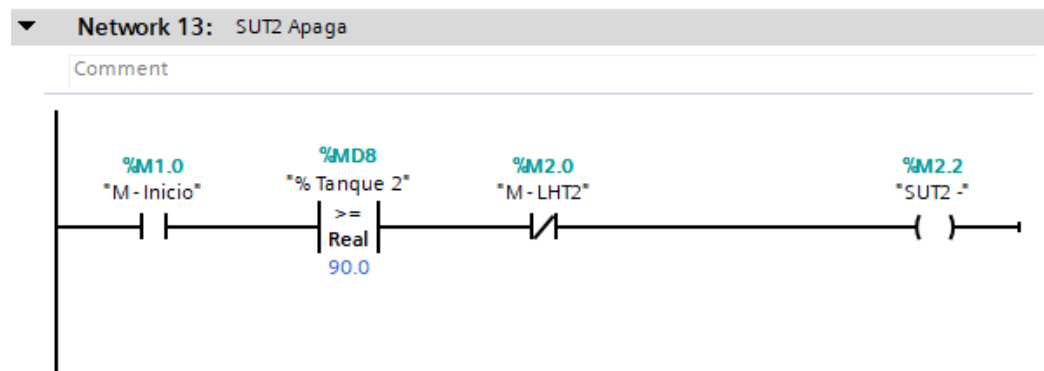 Network 13: SUT2 Apaga
Comment
%M1.0
"M - Inicio"
%MD8
"% Tanque 2"
>=
Real
90.0
%M2.0
"M - LHT2"
%M2.2
"SUT2 -"